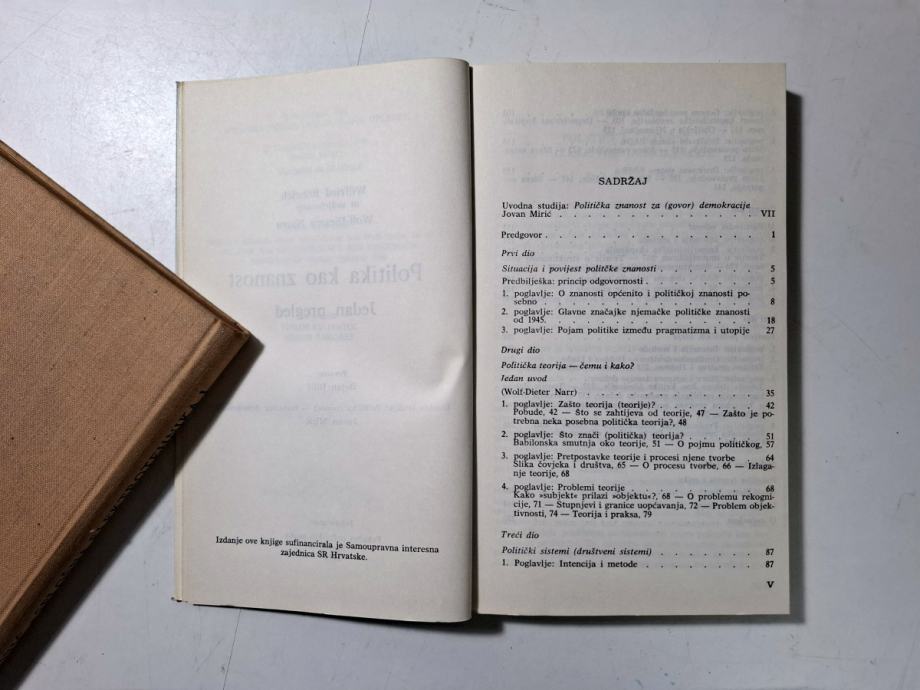 Izdanje ove knjige sufinancirala je Samoupravna interesna
zajednica SR Hrvatske.
SADRŽAJ
Uvodna studija: Politička znanost za (govor) demokracije
Jovan Mirić . . . . . . . . . . . . . . VII
Predgovor . . . . . . . . . . . . . . . 1
Prvi dio
Situacija i povijest političke znanosti . . . . . . . 5
Predbilješka: princip odgovornosti . . . . . . . . 5
1. poglavlje: O znanosti općenito i političkoj znanosti po-
sebno . . . . . . . . . . . . . . 8
2. poglavlje: Glavne značajke njemačke političke znanosti
od 1945. . . . . . . . . . . . . . 18
3. poglavlje: Pojam politike između pragmatizma i utopije 27
Drugi dio
Politička teorija — čemu i kako?
Jedan uvod
(Wolf-Dieter Narr) . . . . . . . . . . . . 35
1. poglavlje: Zašto teorija (teorije)? . . . . . . . 42
Pobude, 42 — Što se zahtijeva od teorije, 47 — Zašto je po-
trebna neka posebna politička teorija?, 48
2. poglavlje: Što znači (politička) teorija? . . . . . 51
Babilonska smutnja oko teorije, 51 — O pojmu političkog, 57
3. poglavlje: Pretpostavke teorije i procesi njene tvorbe 64
Slika čovjeka i društva, 65 — O procesu tvorbe, 66 — Izlaga-
nje teorije, 68
4. poglavlje: Problemi teorije . . . . . . . . . 68
Kako »subjekt« prilazi »objektu«?, 68 — O problemu rekogni-
cije, 71 — Stupnjevi i granice uopćavanja, 72 — Problem objek-
tivnosti, 74 — Teorija i praksa, 79
Treći dio
Politički sistemi (društveni sistemi) . . . . . . . 87
1. Poglavlje: Intencija i metode . . . . . . . . 87
V